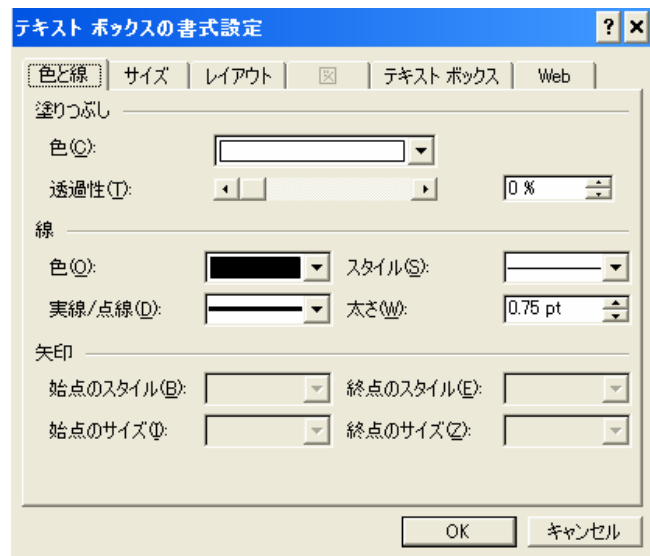 テキスト ボックスの書式設定
色と線 サイズ レイアウト 図 テキスト ボックス Web
塗りつぶし
色(C):
透過性(T): 0 %
線
色(O): スタイル(S):
実線/点線(D): 太さ(W): 0.75 pt
矢印
始点のスタイル(B): 終点のスタイル(E):
始点のサイズ(I): 終点のサイズ(Z):
OK キャンセル